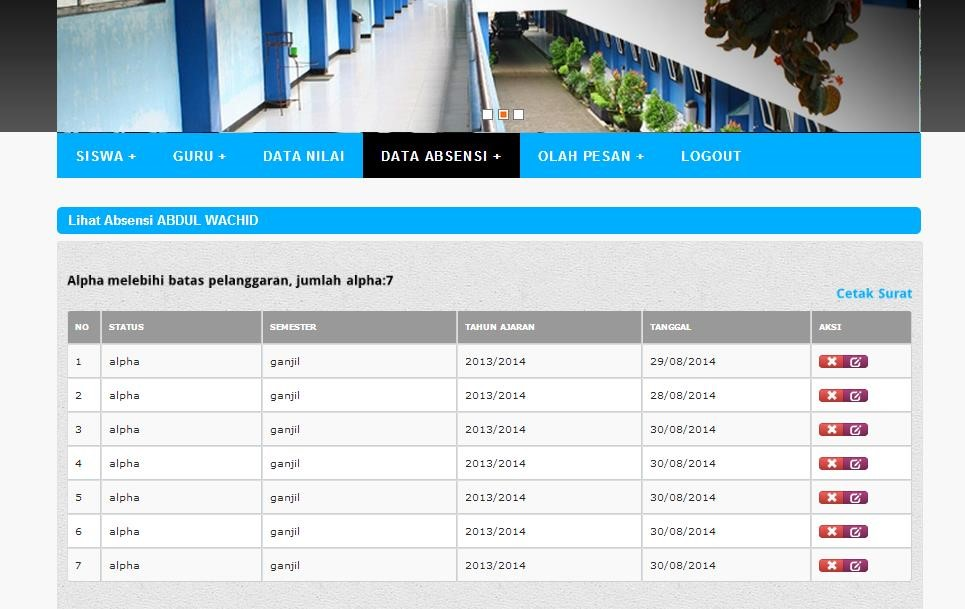 SISWA + GURU + DATA NILAI DATA ABSENSI + OLAH PESAN + LOGOUT
Lihat Absensi ABDUL WACHID
Alpha melebihi batas pelanggaran, jumlah alpha:7
Cetak Surat
NO STATUS SEMESTER TAHUN AJARAN TANGGAL AKSI
1 alpha ganjil 2013/2014 29/08/2014
2 alpha ganjil 2013/2014 28/08/2014
3 alpha ganjil 2013/2014 30/08/2014
4 alpha ganjil 2013/2014 30/08/2014
5 alpha ganjil 2013/2014 30/08/2014
6 alpha ganjil 2013/2014 30/08/2014
7 alpha ganjil 2013/2014 30/08/2014